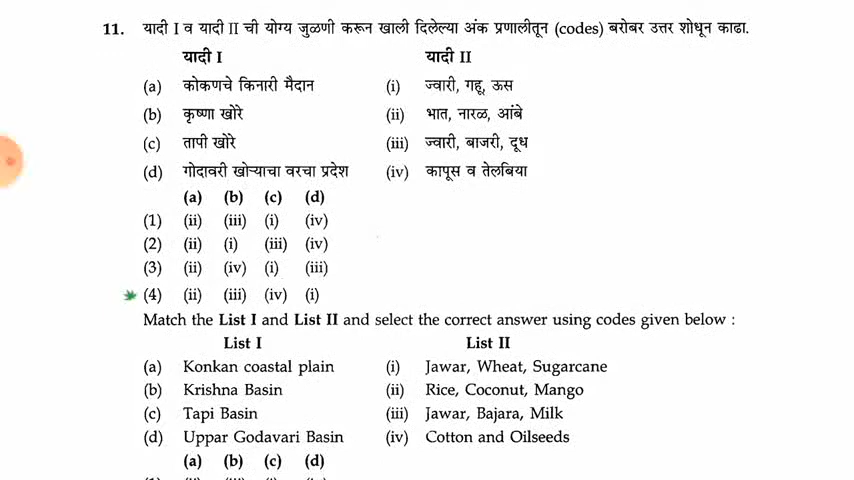 11. यादी I व यादी II ची योग्य जुळणी करून खाली दिलेल्या अंक प्रणालीतून (codes) बरोबर उत्तर शोधून काढा.
यादी I यादी II
(a) कोकणचे किनारी मैदान (i) ज्वारी, गहू, ऊस
(b) कृष्णा खोरे (ii) भात, नारळ, आंबे
(c) तापी खोरे (iii) ज्वारी, बाजरी, दूध
(d) गोदावरी खोऱ्याचा वरचा प्रदेश (iv) कापूस व तेलबिया
(a) (b) (c) (d)
(1) (ii) (iii) (i) (iv)
(2) (ii) (i) (iii) (iv)
(3) (ii) (iv) (i) (iii)
(4) (ii) (iii) (iv) (i)
Match the List I and List II and select the correct answer using codes given below :
List I List II
(a) Konkan coastal plain (i) Jawar, Wheat, Sugarcane
(b) Krishna Basin (ii) Rice, Coconut, Mango
(c) Tapi Basin (iii) Jawar, Bajara, Milk
(d) Uppar Godavari Basin (iv) Cotton and Oilseeds
(a) (b) (c) (d)